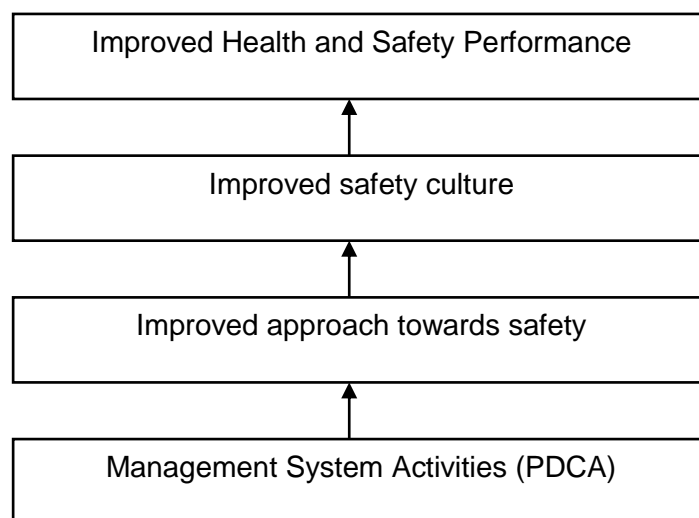 Improved Health and Safety Performance
Improved safety culture
Improved approach towards safety
Management System Activities (PDCA)